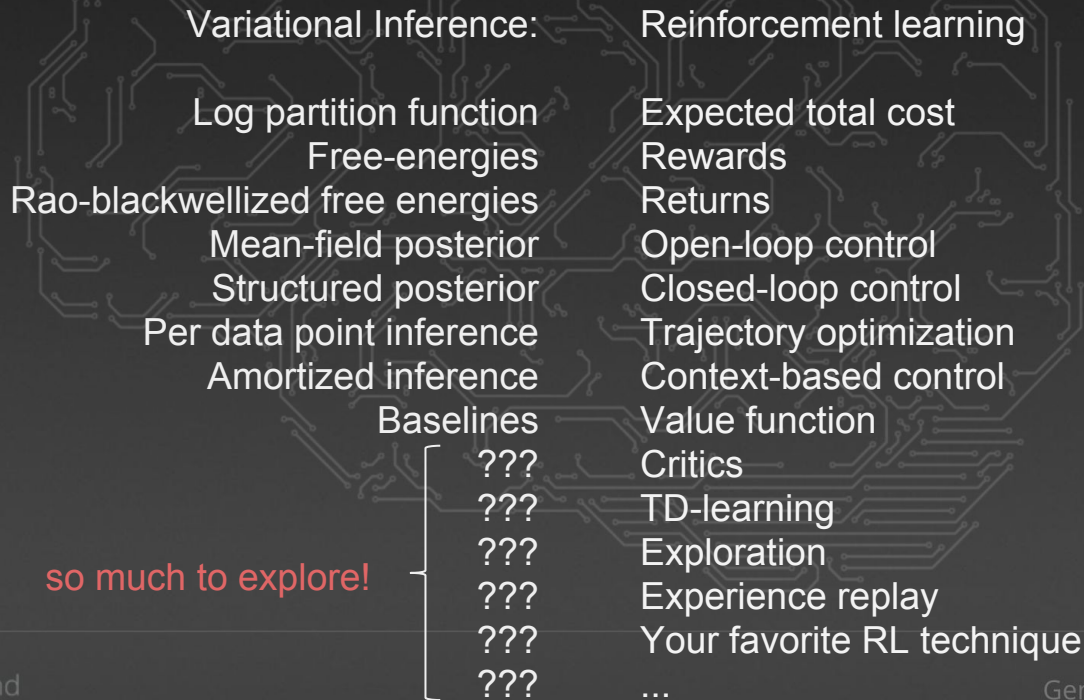 Variational Inference: Reinforcement learning
Log partition function Expected total cost
Free-energies Rewards
Rao-blackwellized free energies Returns
Mean-field posterior Open-loop control
Structured posterior Closed-loop control
Per data point inference Trajectory optimization
Amortized inference Context-based control
Baselines Value function
??? Critics
??? TD-learning
??? Exploration
so much to explore!
??? Experience replay
??? Your favorite RL technique
??? ...